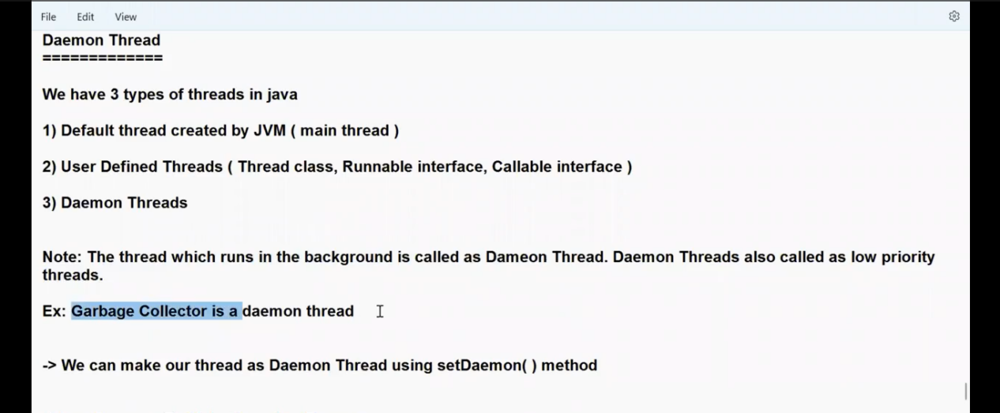 File Edit View
Daemon Thread
=============
We have 3 types of threads in java
1) Default thread created by JVM ( main thread )
2) User Defined Threads ( Thread class, Runnable interface, Callable interface )
3) Daemon Threads
Note: The thread which runs in the background is called as Dameon Thread. Daemon Threads also called as low priority
threads.
Ex: Garbage Collector is a daemon thread
-> We can make our thread as Daemon Thread using setDaemon( ) method